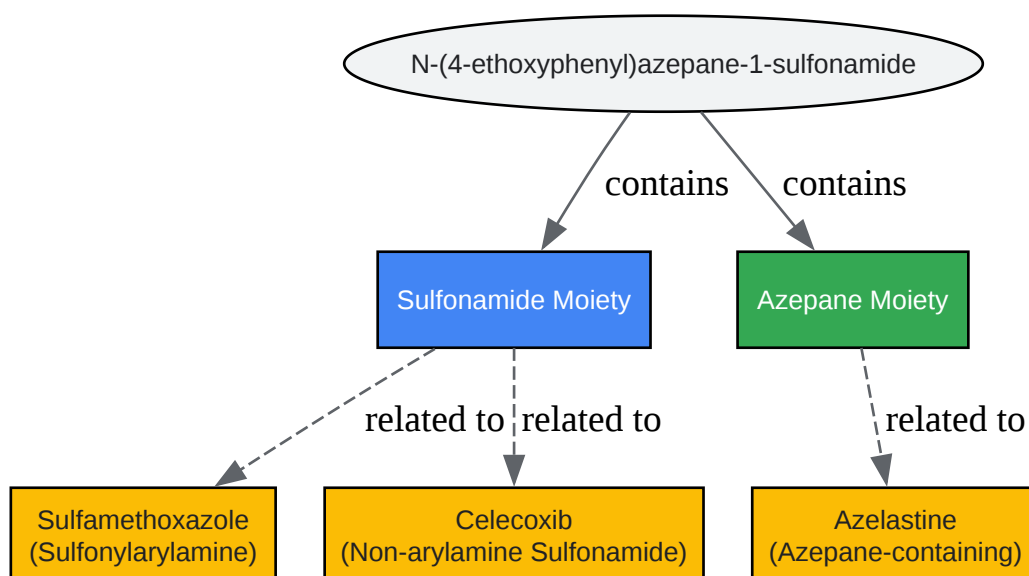 N-(4-ethoxyphenyl)azepane-1-sulfonamide
contains
contains
Sulfonamide Moiety
Azepane Moiety
related to
related to
related to
Sulfamethoxazole
(Sulfonylarylamine)
Celecoxib
(Non-arylamine Sulfonamide)
Azelastine
(Azepane-containing)